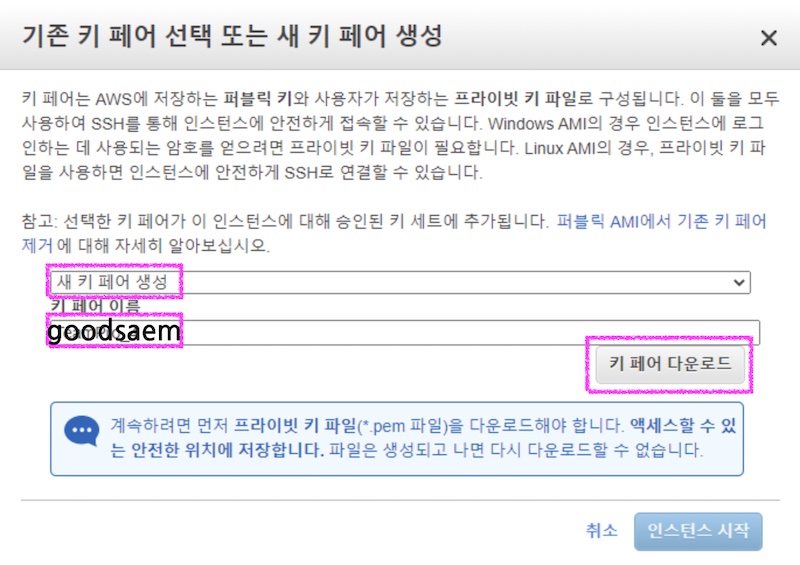 기존 키 페어 선택 또는 새 키 페어 생성
키 페어는 AWS에 저장하는 퍼블릭 키와 사용자가 저장하는 프라이빗 키 파일로 구성됩니다. 이 둘을 모두
사용하여 SSH를 통해 인스턴스에 안전하게 접속할 수 있습니다. Windows AMI의 경우 인스턴스에 로그
인하는 데 사용되는 암호를 얻으려면 프라이빗 키 파일이 필요합니다. Linux AMI의 경우, 프라이빗 키 파
일을 사용하면 인스턴스에 안전하게 SSH로 연결할 수 있습니다.
참고: 선택한 키 페어가 이 인스턴스에 대해 승인된 키 세트에 추가됩니다. 퍼블릭 AMI에서 기존 키 페어
제거 에 대해 자세히 알아보십시오.
새 키 페어 생성
키 페어 이름
goodsaem
키 페어 다운로드
계속하려면 먼저 프라이빗 키 파일(*.pem 파일)을 다운로드해야 합니다. 액세스할 수 있
는 안전한 위치에 저장합니다. 파일은 생성되고 나면 다시 다운로드할 수 없습니다.
취소 인스턴스 시작